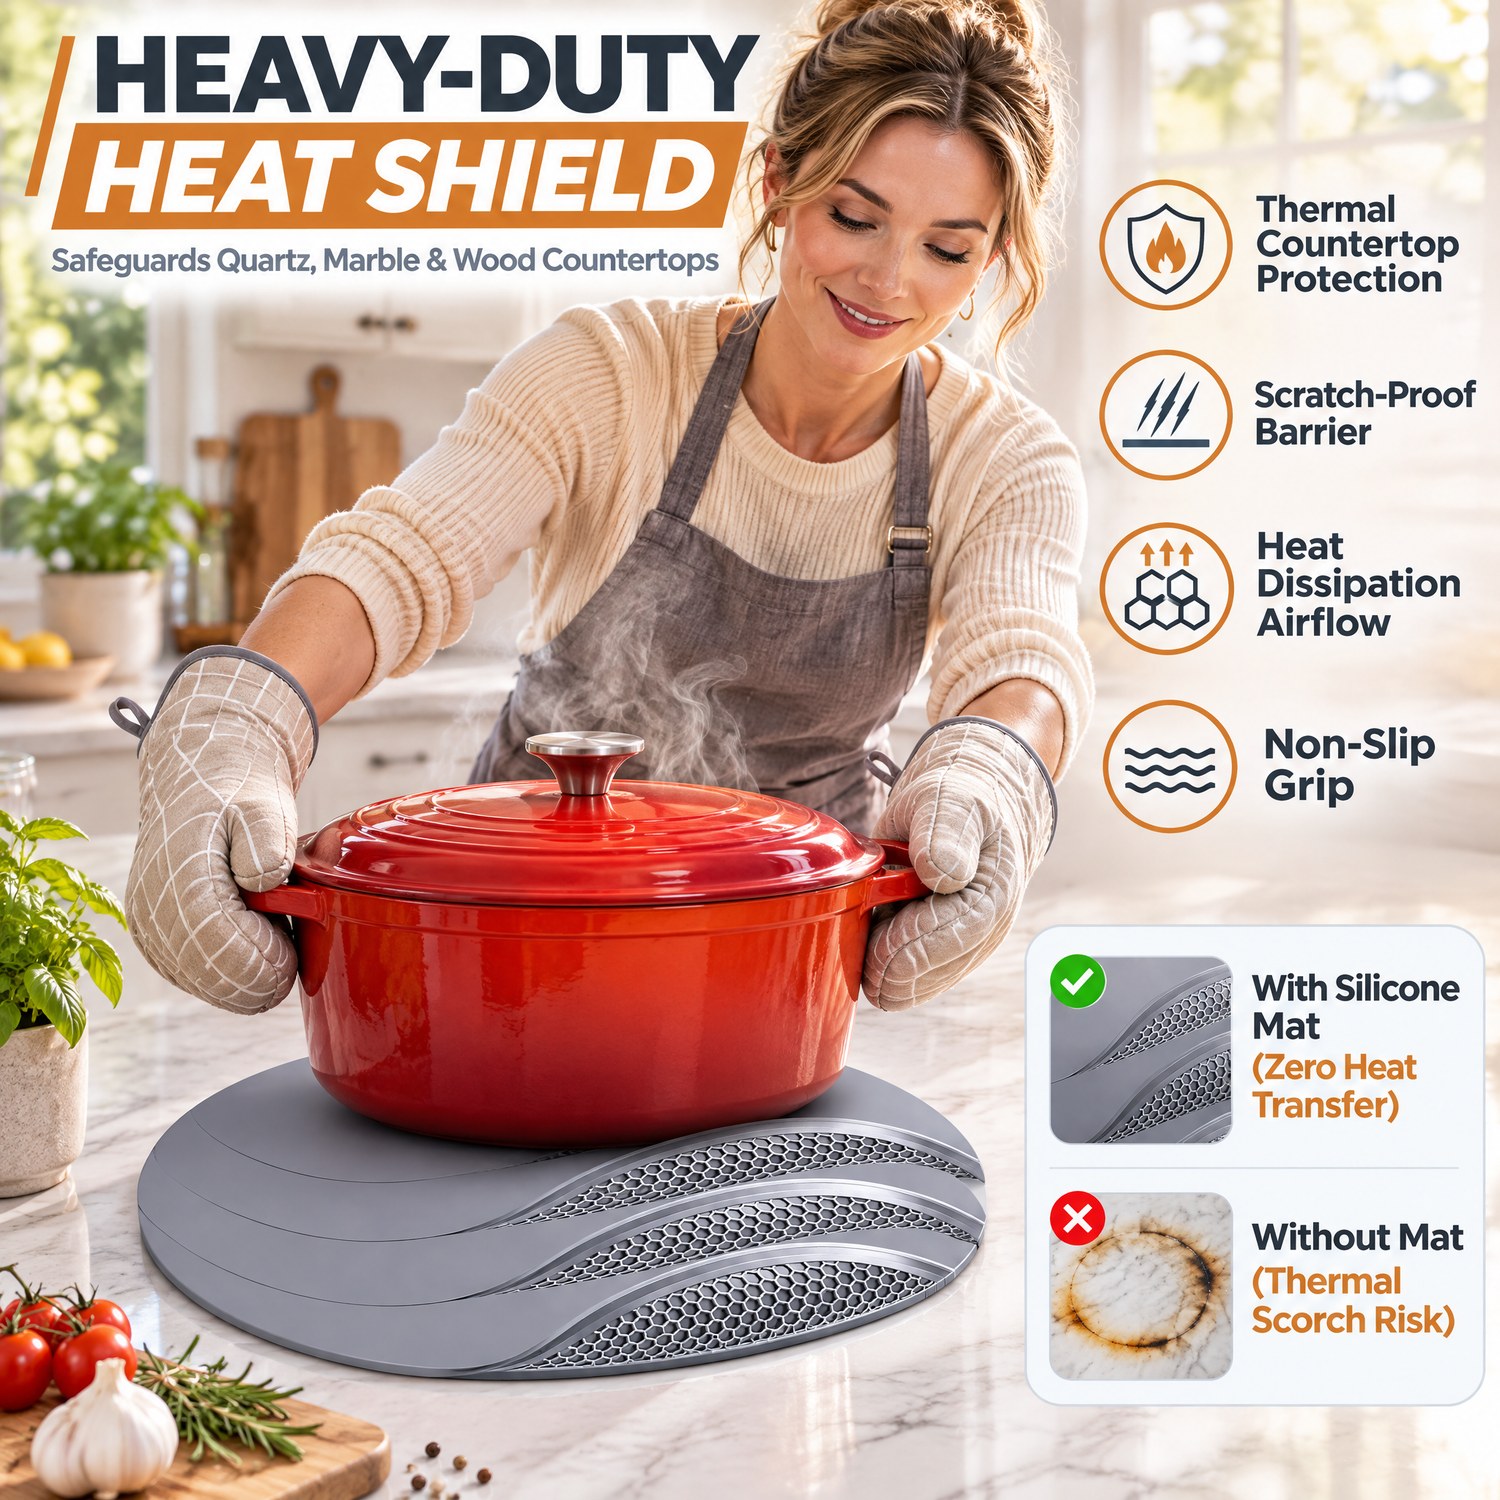 HEAVY-DUTY
HEAT SHIELD
Safeguards Quartz, Marble & Wood Countertops
Thermal
Countertop
Protection
Scratch-Proof
Barrier
Heat
Dissipation
Airflow
Non-Slip
Grip
With Silicone
Mat
(Zero Heat
Transfer)
Without Mat
(Thermal
Scorch Risk)